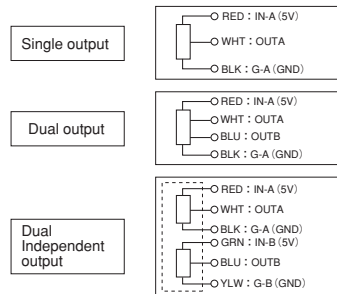 Single output
RED : IN-A (5V)
WHT : OUTA
BLK : G-A (GND)
Dual output
RED : IN-A (5V)
WHT : OUTA
BLU : OUTB
BLK : G-A (GND)
Dual
Independent
output
RED : IN-A (5V)
WHT : OUTA
BLK : G-A (GND)
GRN : IN-B (5V)
BLU : OUTB
YLW : G-B (GND)